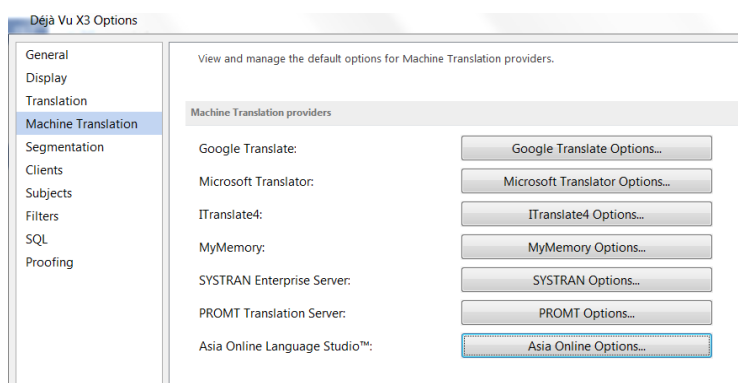 Déjà Vu X3 Options
General
Display
Translation
Machine Translation
Segmentation
Clients
Subjects
Filters
SQL
Proofing
View and manage the default options for Machine Translation providers.
Machine Translation providers
Google Translate: Google Translate Options...
Microsoft Translator: Microsoft Translator Options...
ITranslate4: ITranslate4 Options...
MyMemory: MyMemory Options...
SYSTRAN Enterprise Server: SYSTRAN Options...
PROMT Translation Server: PROMT Options...
Asia Online Language Studio™: Asia Online Options...